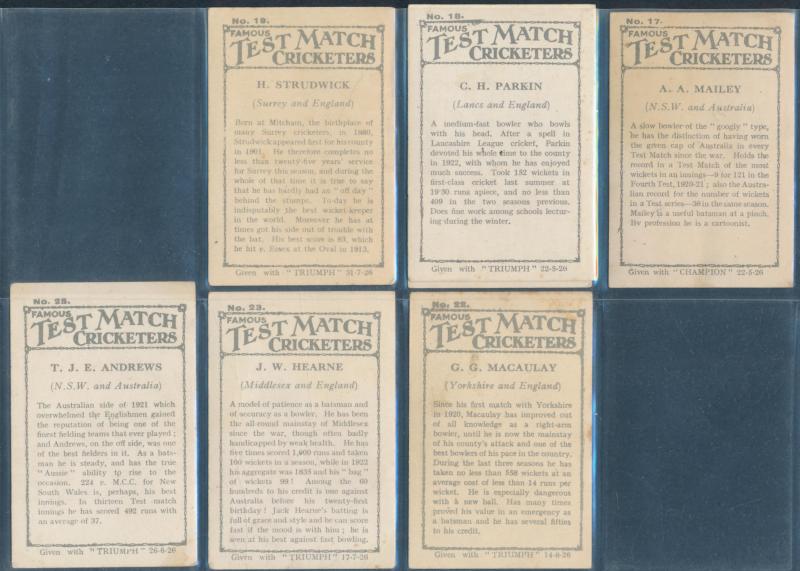 No. 19.
FAMOUS
TEST MATCH
CRICKETERS
H. STRUDWICK
(Surrey and England)
Born at Mitcham, the birthplace of
many Surrey cricketers, in 1880,
Strudwick appeared first for his county
in 1901. He therefore completes no
less than twenty-five years' service
for Surrey this season, and during the
whole of that time it is true to say
that he has hardly had an "off day"
behind the stumps. To-day he is
indisputably the best wicket-keeper
in the world. Moreover he has at
times got his side out of trouble with
the bat. His best score is 93, which
he hit v. Essex at the Oval in 1913.
Given with "TRIUMPH" 31-7-26
No. 18.
FAMOUS
TEST MATCH
CRICKETERS
C. H. PARKIN
(Lancs and England)
A medium-fast bowler who bowls
with his head. After a spell in
Lancashire League cricket, Parkin
devoted his whole time to the county
in 1922, with whom he has enjoyed
much success. Took 152 wickets in
first-class cricket last summer at
19·30 runs apiece, and no less than
409 in the two seasons previous.
Does fine work among schools lectur-
ing during the winter.
Given with "TRIUMPH" 22-5-26
No. 17.
FAMOUS
TEST MATCH
CRICKETERS
A. A. MAILEY
(N.S.W. and Australia)
A slow bowler of the "googly" type,
he has the distinction of having worn
the green cap of Australia in every
Test Match since the war. Holds the
record in a Test Match of the most
wickets in an innings—9 for 121 in the
Fourth Test, 1920-21; also the Austra-
lian record for the number of wickets
in a Test series—36 in the same season.
Mailey is a useful batsman at a pinch.
By profession he is a cartoonist.
Given with "CHAMPION" 22-5-26
No. 25.
FAMOUS
TEST MATCH
CRICKETERS
T. J. E. ANDREWS
(N.S.W. and Australia)
The Australian side of 1921 which
overwhelmed the Englishmen gained
the reputation of being one of the
finest fielding teams that ever played;
and Andrews, on the off side, was one
of the best fielders in it. As a bats-
man he is steady, and has the true
"Aussie" ability to rise to the
occasion. 224 v. M.C.C. for New
South Wales is, perhaps, his best
innings. In thirteen Test Match
innings he has scored 492 runs with
an average of 37.
Given with "TRIUMPH" 26-6-26
No. 23.
FAMOUS
TEST MATCH
CRICKETERS
J. W. HEARNE
(Middlesex and England)
A model of patience as a batsman and
of accuracy as a bowler. He has been
the all-round mainstay of Middlesex
since the war, though often badly
handicapped by weak health. He has
five times scored 1,000 runs and taken
100 wickets in a season, while in 1922
his aggregate was 1835 and his "bag"
of wickets 99! Among the 60
hundreds to his credit is one against
Australia before his twenty-first
birthday! Jack Hearne's batting is
full of grace and style and he can score
fast if the mood is with him; he is
seen at his best against fast bowling.
Given with "TRIUMPH" 17-7-26
No. 22.
FAMOUS
TEST MATCH
CRICKETERS
G. G. MACAULAY
(Yorkshire and England)
Since his first match with Yorkshire
in 1920, Macaulay has improved out
of all knowledge as a right-arm
bowler, until he is now the mainstay
of his county's attack and one of the
best bowlers of his pace in the country.
During the last three seasons he has
taken no less than 558 wickets at an
average cost of less than 14 runs per
wicket. He is especially dangerous
with a new ball. Has many times
proved his value in an emergency as
a batsman and he has several fifties
to his credit.
Given with "TRIUMPH" 14-8-26